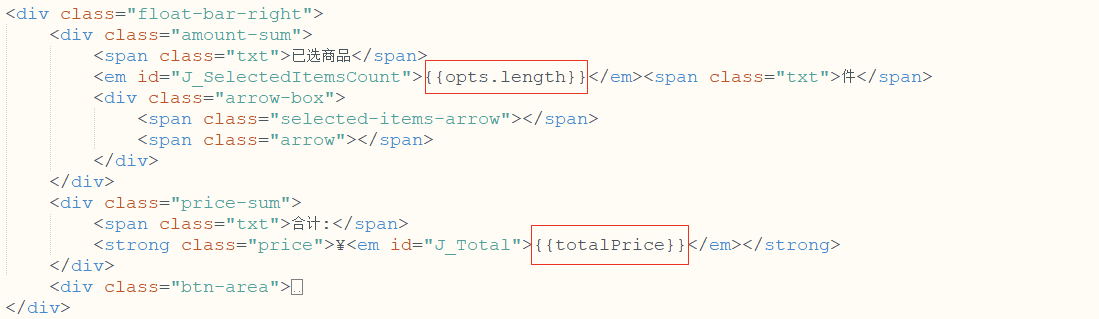 <div class="float-bar-right">
<div class="amount-sum">
<span class="txt">已选商品</span>
<em id="J_SelectedItemsCount">{{opts.length}}</em><span class="txt">件</span>
<div class="arrow-box">
<span class="selected-items-arrow"></span>
<span class="arrow"></span>
</div>
</div>
<div class="price-sum">
<span class="txt">合计:</span>
<strong class="price">¥<em id="J_Total">{{totalPrice}}</em></strong>
</div>
<div class="btn-area">..
</div>